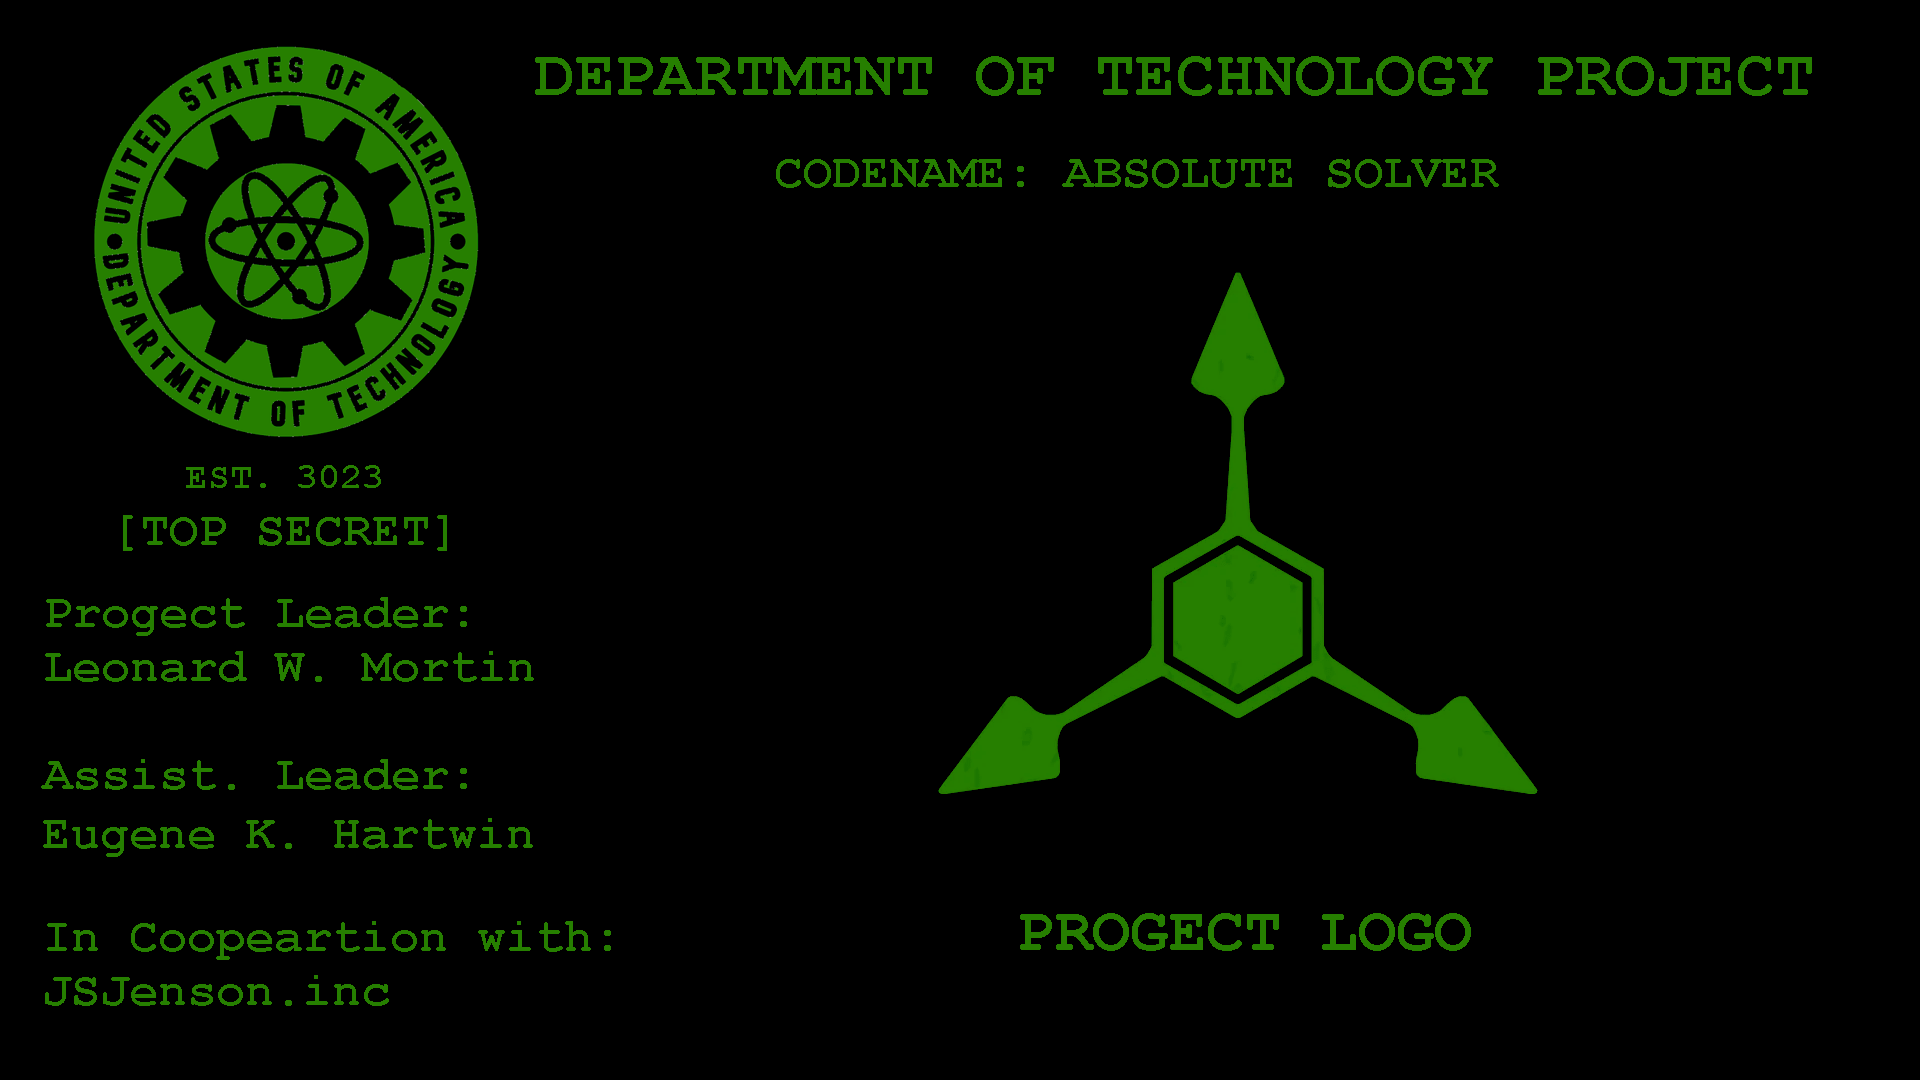 UNITED STATES OF AMERICA
DEPARTMENT OF TECHNOLOGY
EST. 3023
[TOP SECRET]
Progect Leader:
Leonard W. Mortin
Assist. Leader:
Eugene K. Hartwin
In Coopeartion with:
JSJenson.inc
DEPARTMENT OF TECHNOLOGY PROJECT
CODENAME: ABSOLUTE SOLVER
PROGECT LOGO